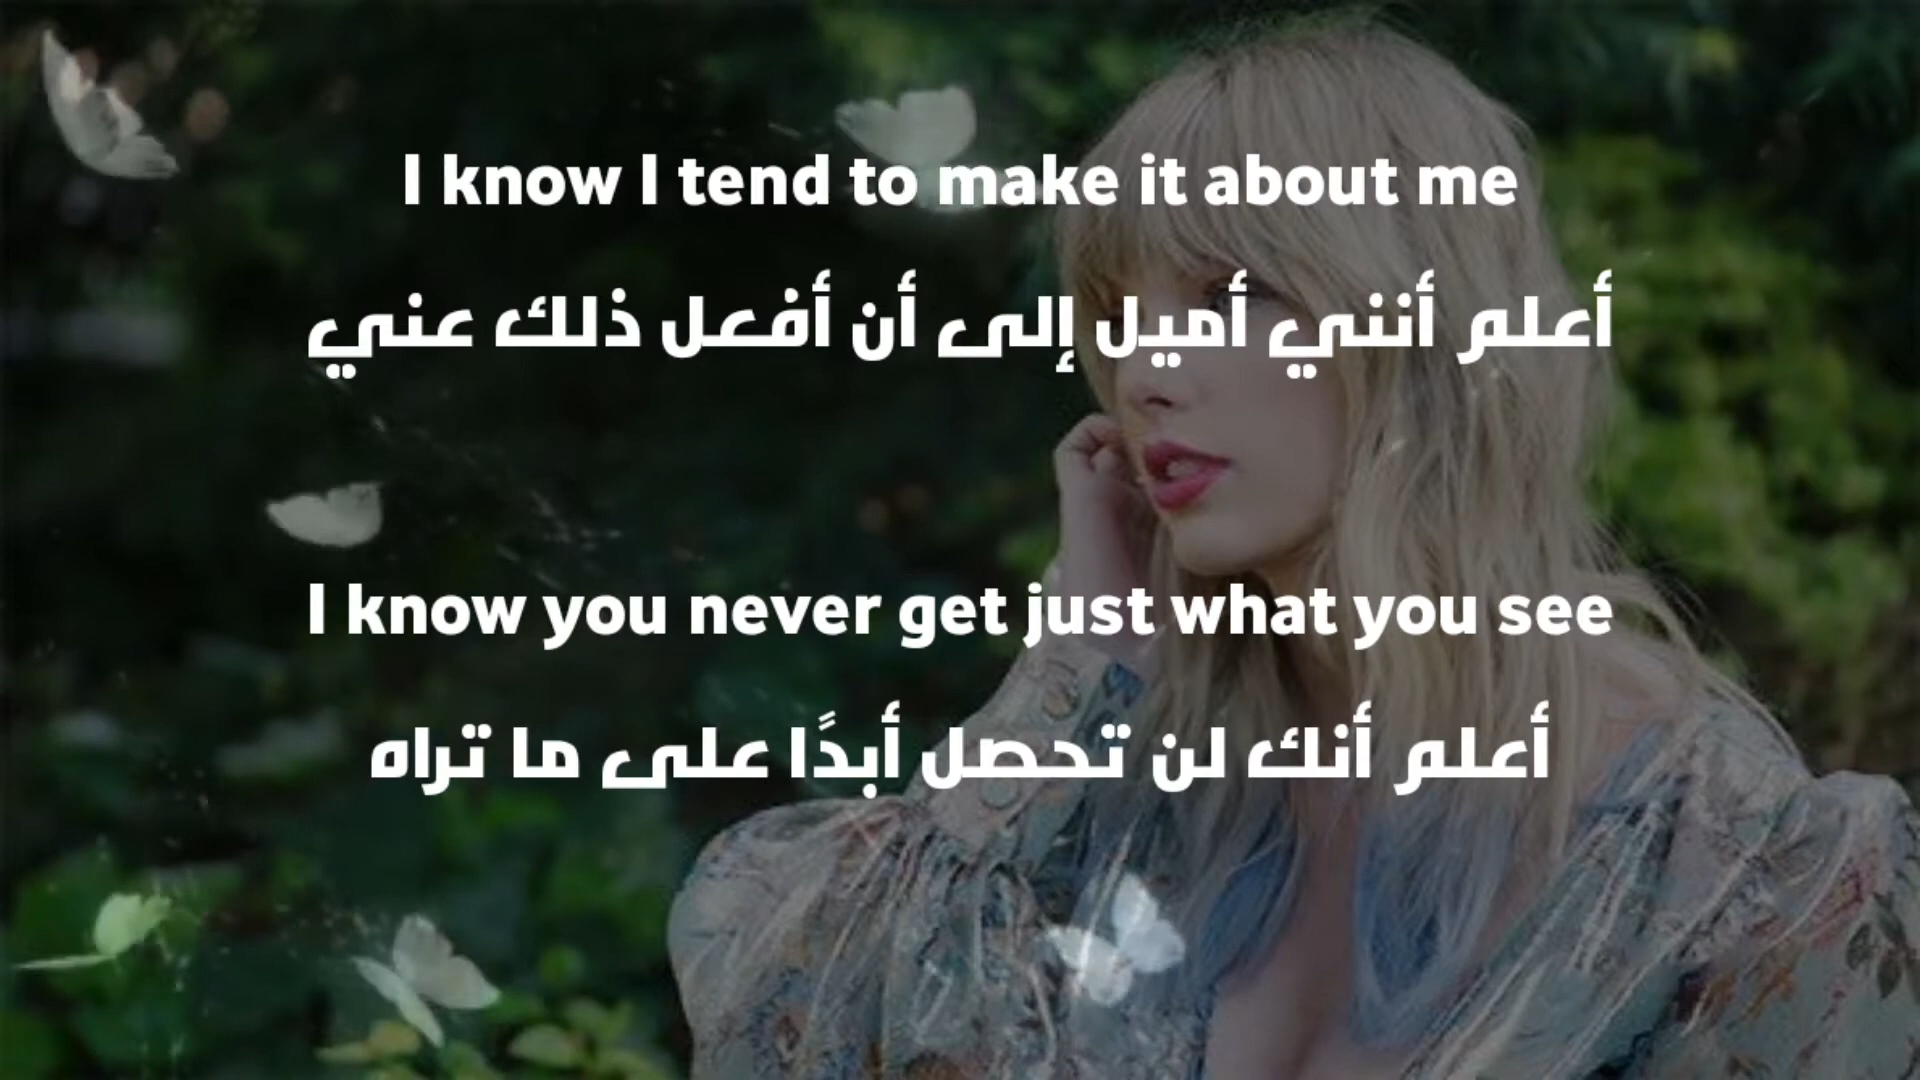 I know I tend to make it about me
أعلم أنني أميل إلى أن أفعل ذلك عني
I know you never get just what you see
أعلم أنك لن تحصل أبدًا على ما تراه